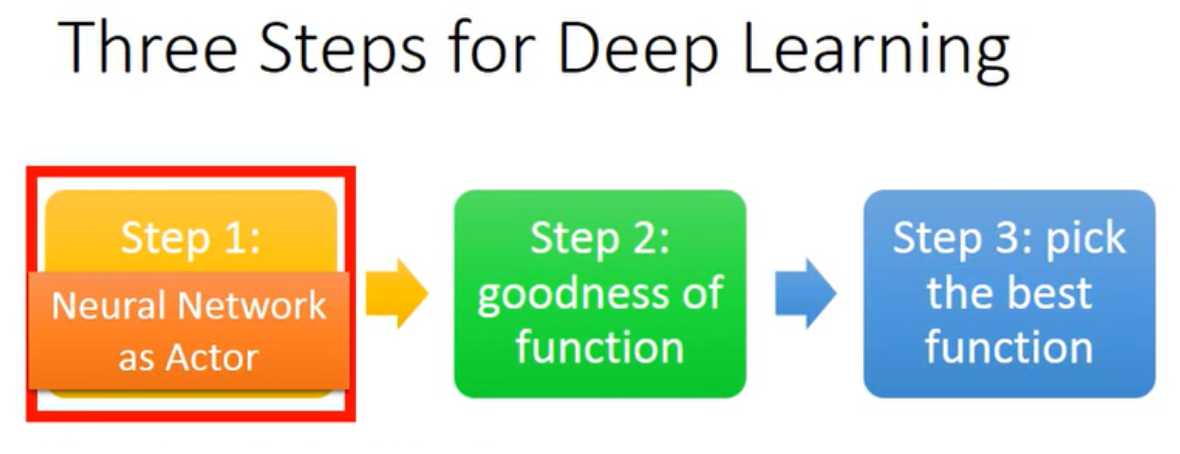 Three Steps for Deep Learning
Step 1:
Neural Network
as Actor
Step 2:
goodness of
function
Step 3: pick
the best
function